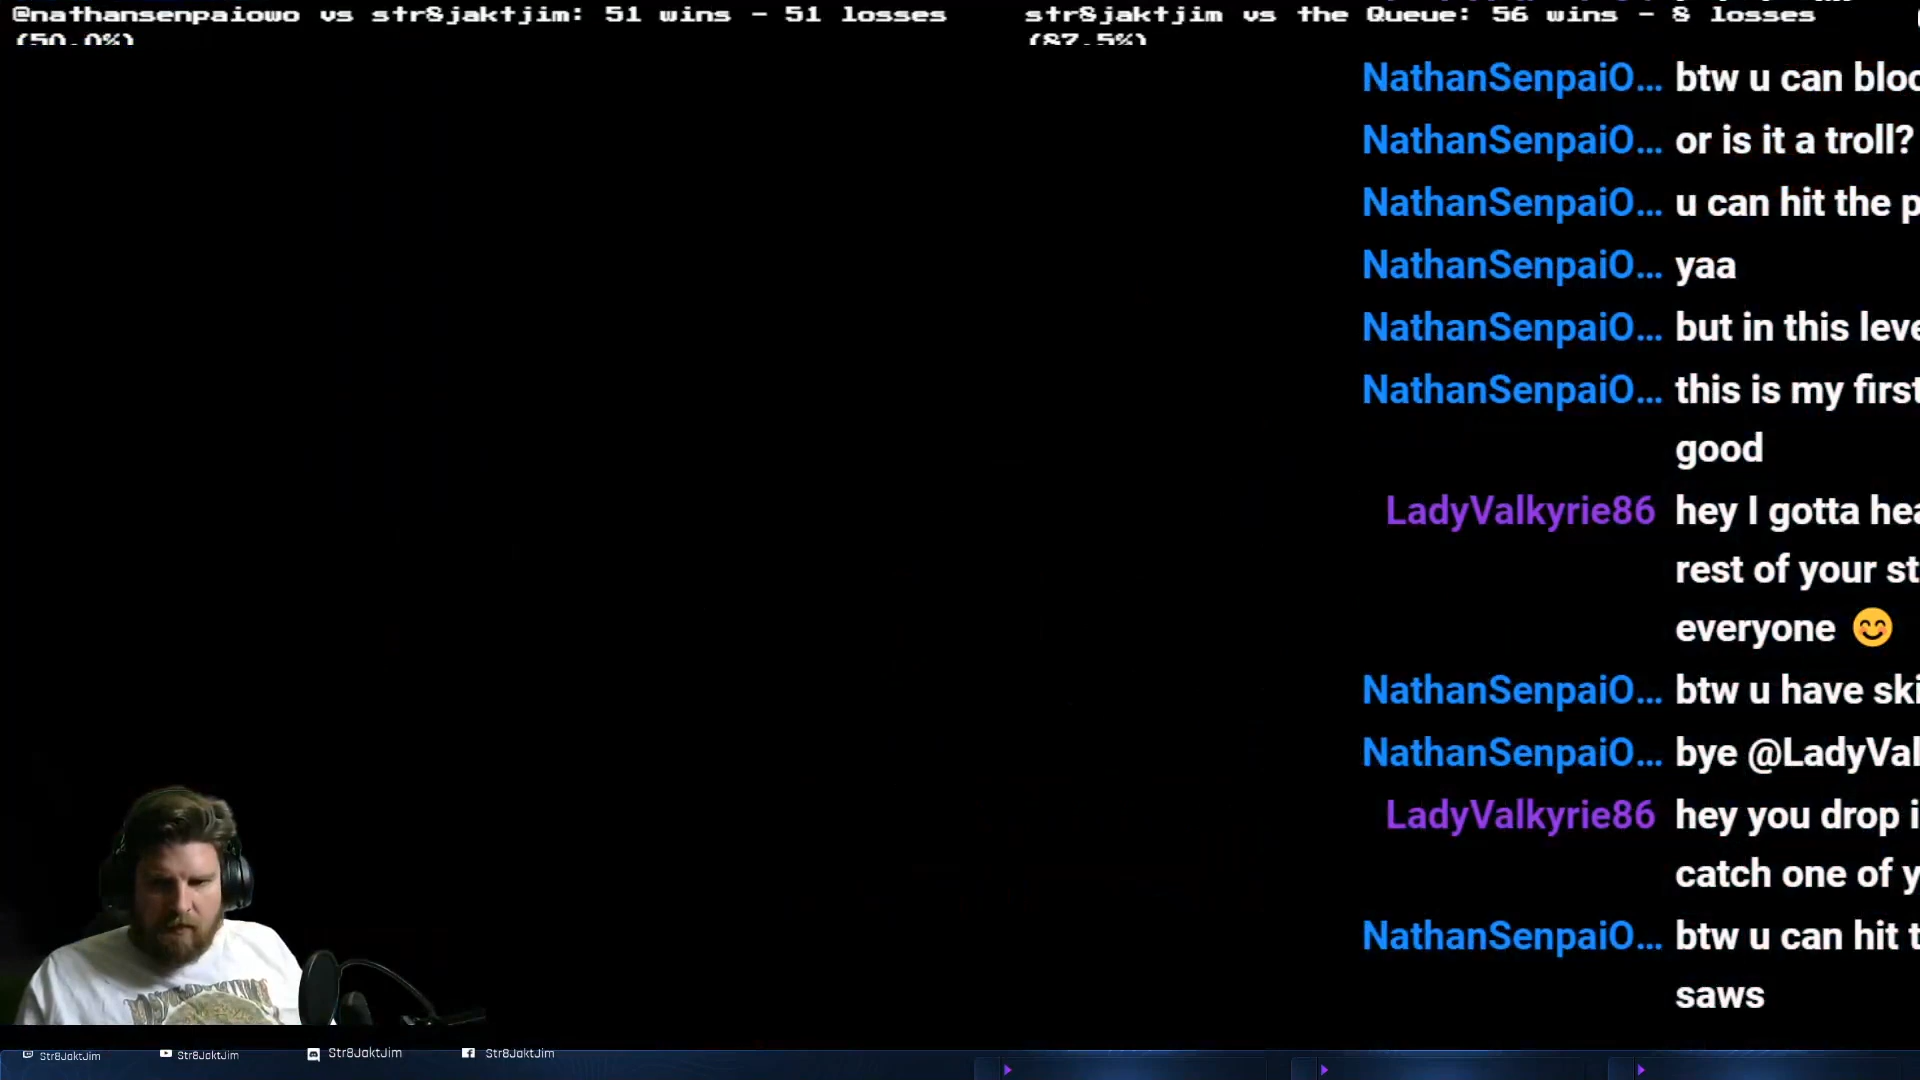 @nathansenpaiowo vs str8jaktjim: 51 wins - 51 losses
(50.0%)
str8jaktjim vs the Queue: 56 wins - 8 losses
(87.5%)
NathanSenpaiO… btw u can bloc
NathanSenpaiO… or is it a troll?
NathanSenpaiO… u can hit the p
NathanSenpaiO… yaa
NathanSenpaiO… but in this leve
NathanSenpaiO… this is my first
good
LadyValkyrie86 hey I gotta hea
rest of your st
everyone 😊
NathanSenpaiO… btw u have ski
NathanSenpaiO… bye @LadyVal
LadyValkyrie86 hey you drop i
catch one of y
NathanSenpaiO… btw u can hit t
saws
Str8JaktJim Str8JaktJim Str8JaktJim Str8JaktJim